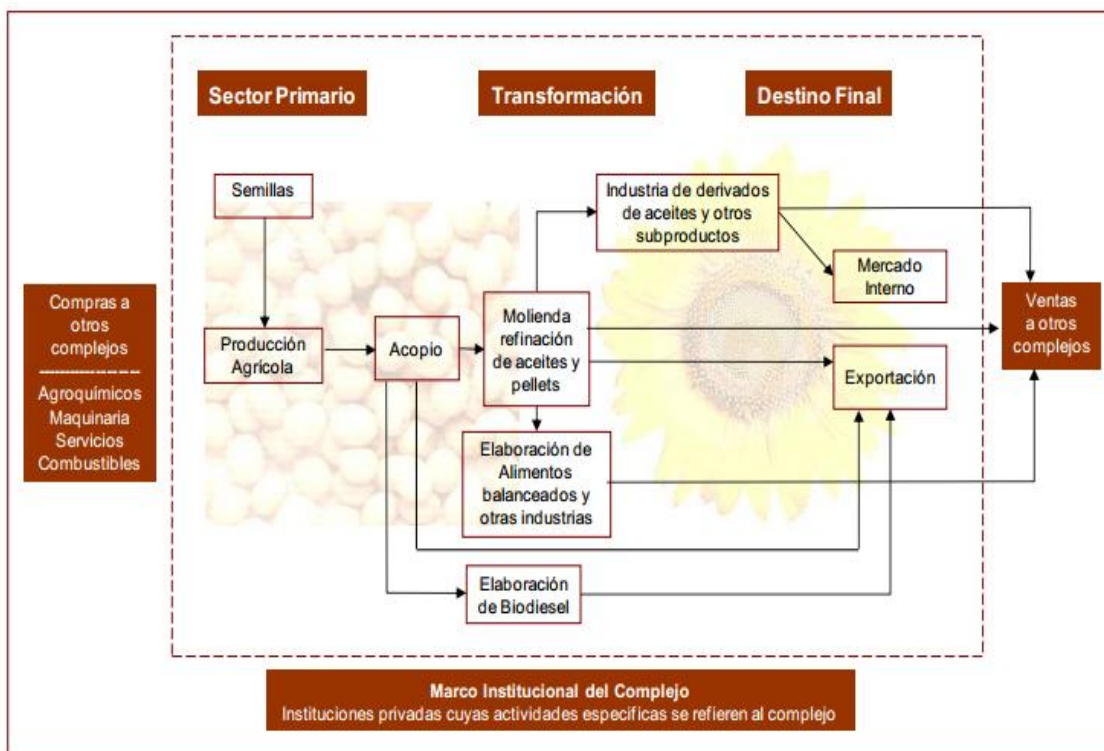 Sector Primario
Transformación
Destino Final
Semillas
Industria de derivados
de aceites y otros
subproductos
Mercado
Interno
Compras a
otros
complejos
--------------------
Agroquímicos
Maquinaria
Servicios
Combustibles
Producción
Agrícola
Acopio
Molienda
refinación
de aceites y
pellets
Exportación
Ventas
a otros
complejos
Elaboración de
Alimentos
balanceados y
otras industrias
Elaboración
de Biodiesel
Marco Institucional del Complejo
Instituciones privadas cuyas actividades específicas se refieren al complejo